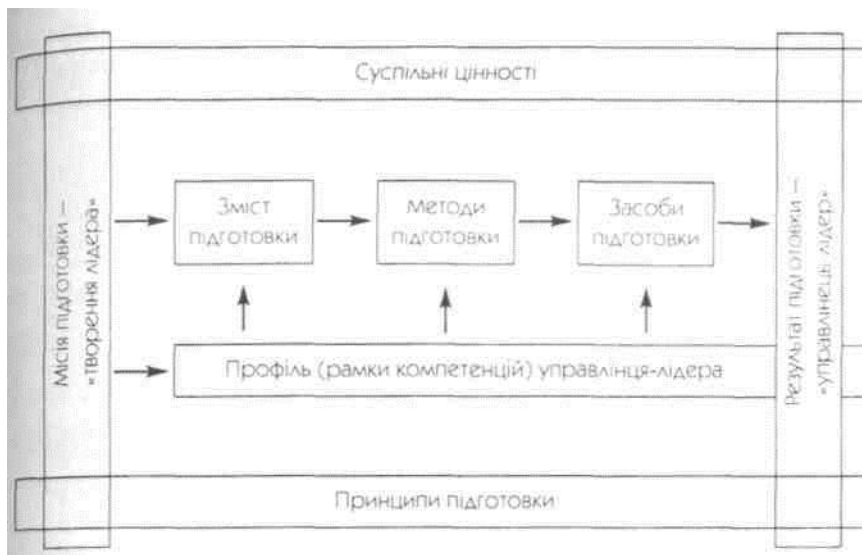 Суспільні цінності
Місія підготовки —
«творення лідера»
Зміст
підготовки
Методи
підготовки
Засоби
підготовки
Профіль (рамки компетенцій) управлінця-лідера
Результат підготовки —
«управлінець лідер»
Принципи підготовки